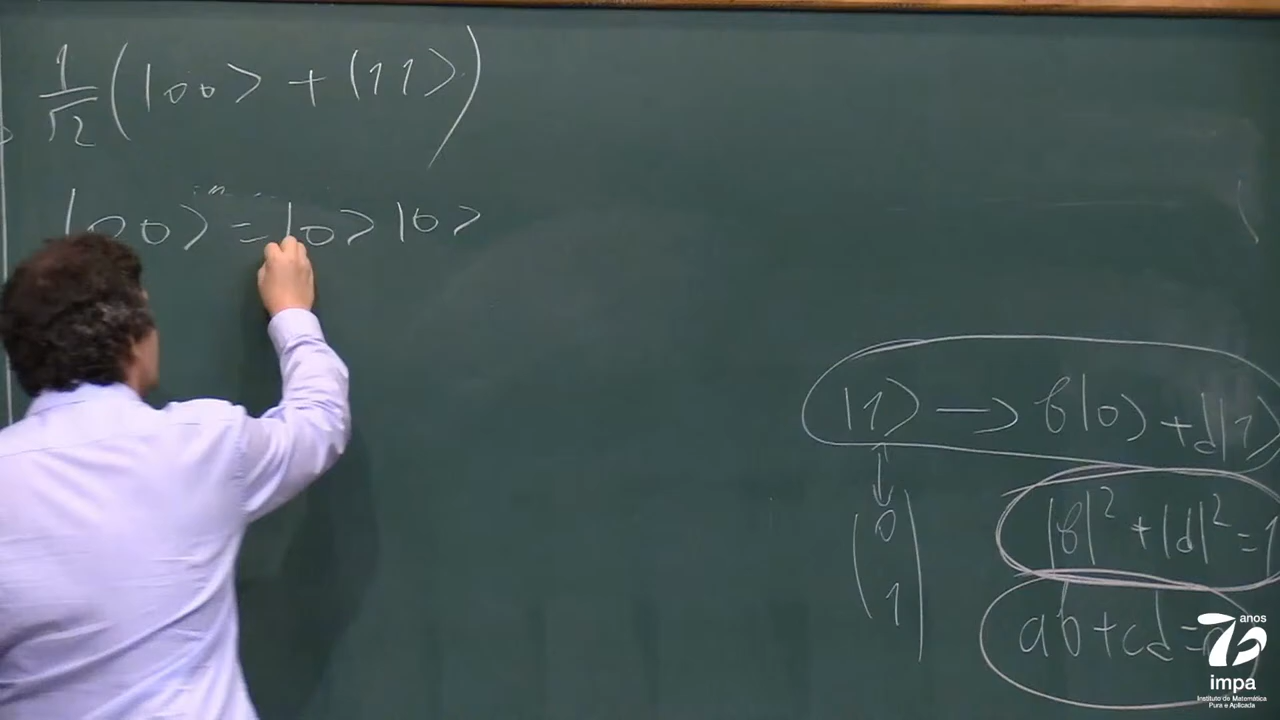 1/√2 (|00> + |11>)
|00> = |0> |0>
|1> —> b|0> + d|1>
0
1
|b|² + |d|² = 1
ab + cd =
70 anos
impa
Instituto de Matemática
Pura e Aplicada